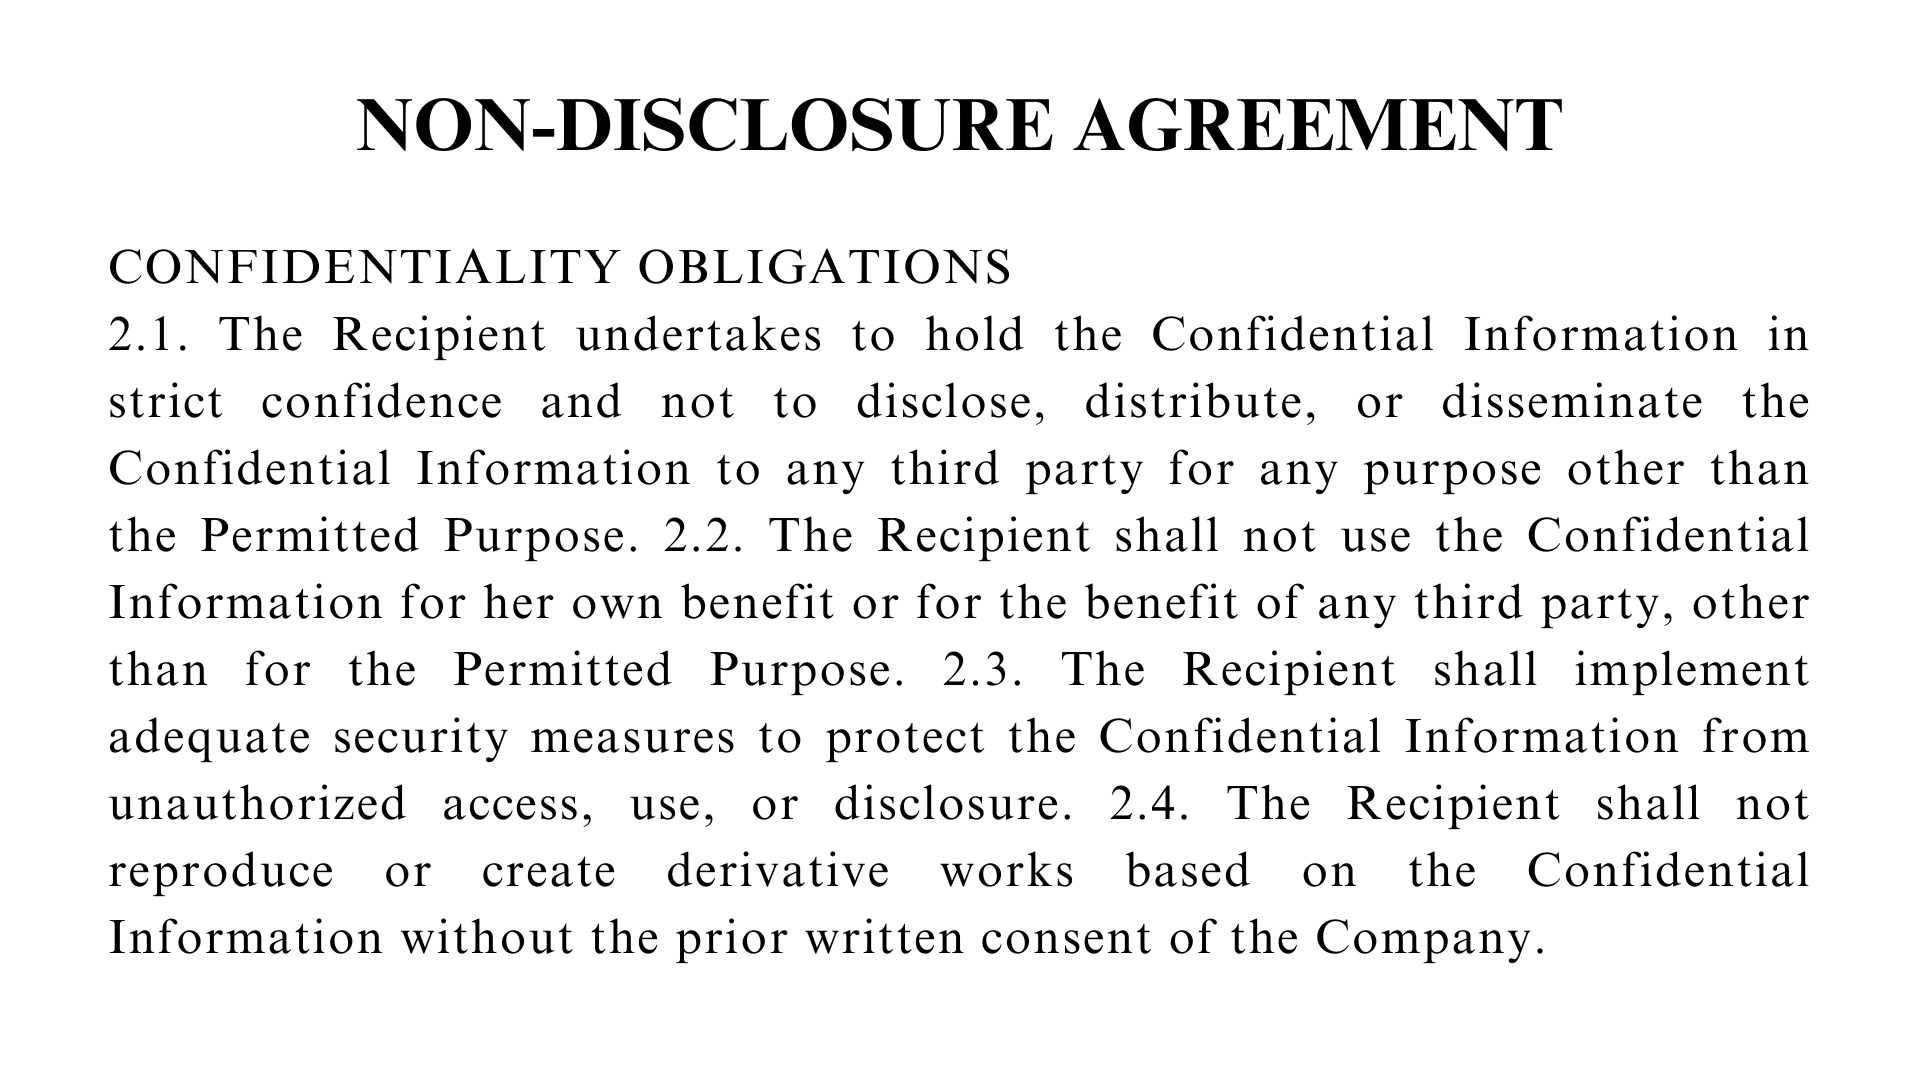 NON-DISCLOSURE AGREEMENT
CONFIDENTIALITY OBLIGATIONS
2.1. The Recipient undertakes to hold the Confidential Information in
strict confidence and not to disclose, distribute, or disseminate the
Confidential Information to any third party for any purpose other than
the Permitted Purpose. 2.2. The Recipient shall not use the Confidential
Information for her own benefit or for the benefit of any third party, other
than for the Permitted Purpose. 2.3. The Recipient shall implement
adequate security measures to protect the Confidential Information from
unauthorized access, use, or disclosure. 2.4. The Recipient shall not
reproduce or create derivative works based on the Confidential
Information without the prior written consent of the Company.